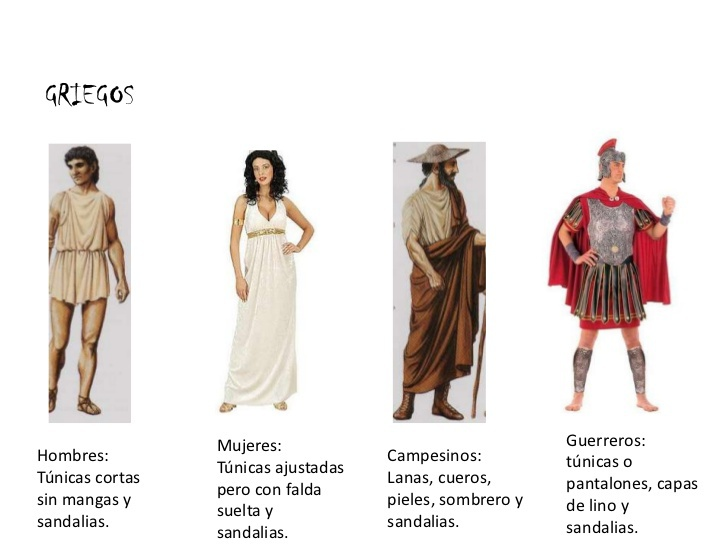 GRIEGOS
Hombres:
Túnicas cortas
sin mangas y
sandalias.
Mujeres:
Túnicas ajustadas
pero con falda
suelta y
sandalias.
Campesinos:
Lanas, cueros,
pieles, sombrero y
sandalias.
Guerreros:
túnicas o
pantalones, capas
de lino y
sandalias.